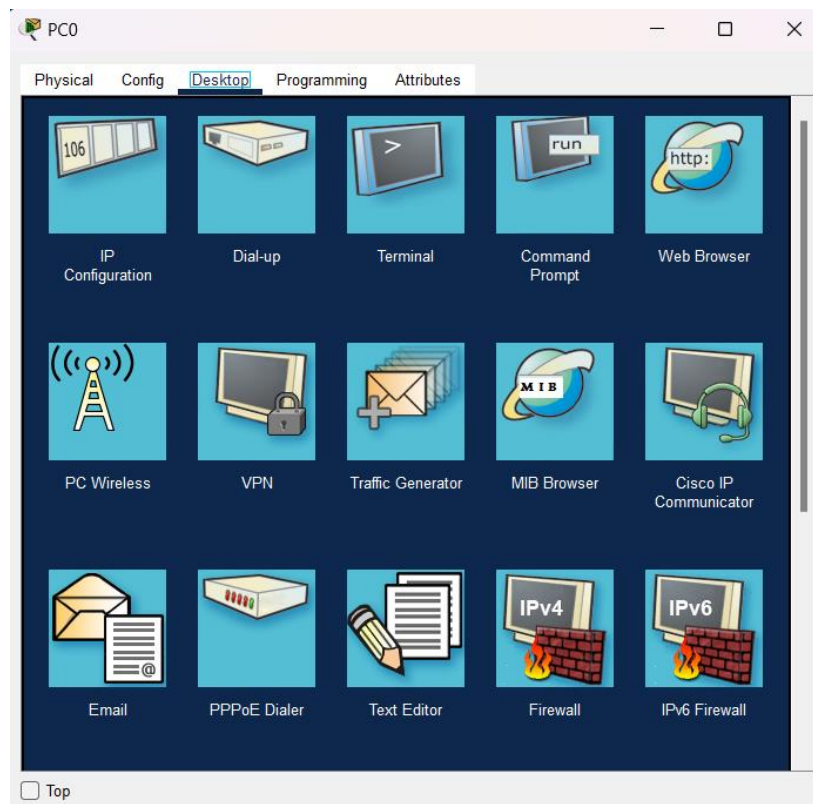 PC0
Physical Config Desktop Programming Attributes
106
>
run
http:
IP
Configuration
Dial-up
Terminal
Command
Prompt
Web Browser
MIB
PC Wireless
VPN
Traffic Generator
MIB Browser
Cisco IP
Communicator
@
IPv4
IPv6
Email
PPPoE Dialer
Text Editor
Firewall
IPv6 Firewall
Top